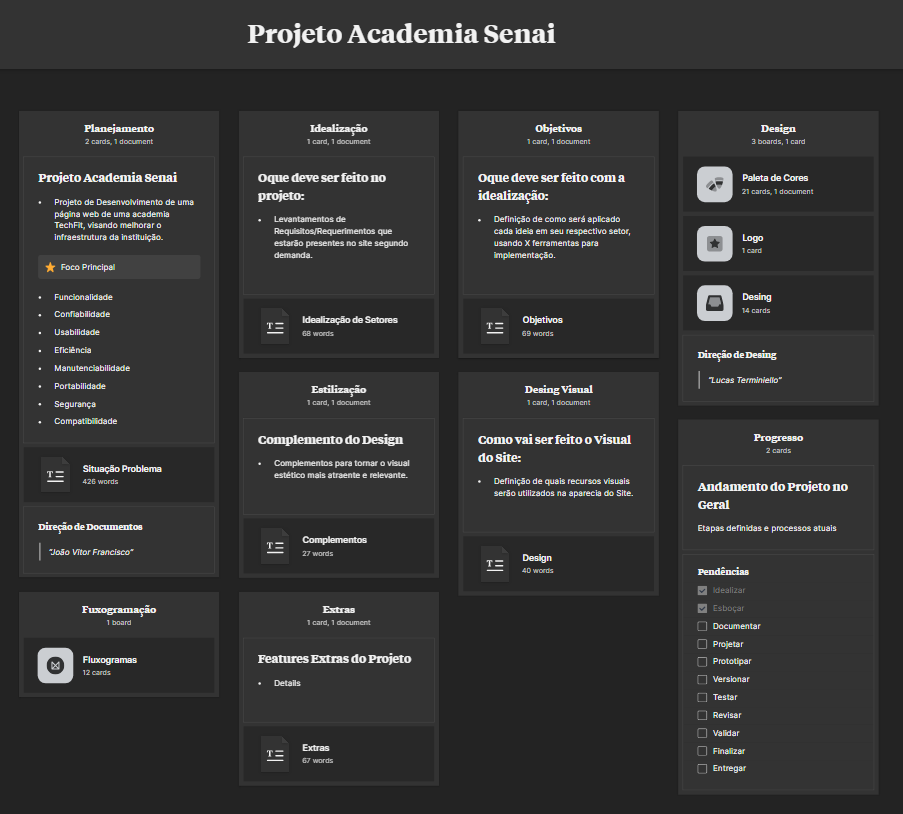 Projeto Academia Senai
Planejamento
2 cards, 1 document
Projeto Academia Senai
• Projeto de Desenvolvimento de uma
página web de uma academia
TechFit, visando melhorar o
infraestrutura da instituição.
Foco Principal
• Funcionalidade
• Confiabilidade
• Usabilidade
• Eficiência
• Manutenciabilidade
• Portabilidade
• Segurança
• Compatibilidade
Situação Problema
426 words
Direção de Documentos
"João Vitor Francisco"
Fuxogramação
1 board
Fluxogramas
12 cards
Idealização
1 card, 1 document
Oque deve ser feito no
projeto:
• Levantamentos de
Requisitos/Requerimentos que
estarão presentes no site segundo
demanda.
Idealização de Setores
68 words
Estilização
1 card, 1 document
Complemento do Design
• Complementos para tornar o visual
estético mais atraente e relevante.
Complementos
27 words
Extras
1 card, 1 document
Features Extras do Projeto
• Details
Extras
67 words
Objetivos
1 card, 1 document
Oque deve ser feito com a
idealização:
• Definição de como será aplicado
cada ideia em seu respectivo setor,
usando X ferramentas para
implementação.
Objetivos
69 words
Desing Visual
1 card, 1 document
Como vai ser feito o Visual
do Site:
• Definição de quais recursos visuais
serão utilizados na aparecia do Site.
Design
40 words
Design
3 boards, 1 card
Paleta de Cores
21 cards, 1 document
Logo
1 card
Desing
14 cards
Direção de Desing
"Lucas Terminiello"
Progresso
2 cards
Andamento do Projeto no
Geral
Etapas definidas e processos atuais
Pendências
Idealizar
Esboçar
Documentar
Projetar
Prototipar
Versionar
Testar
Revisar
Validar
Finalizar
Entregar